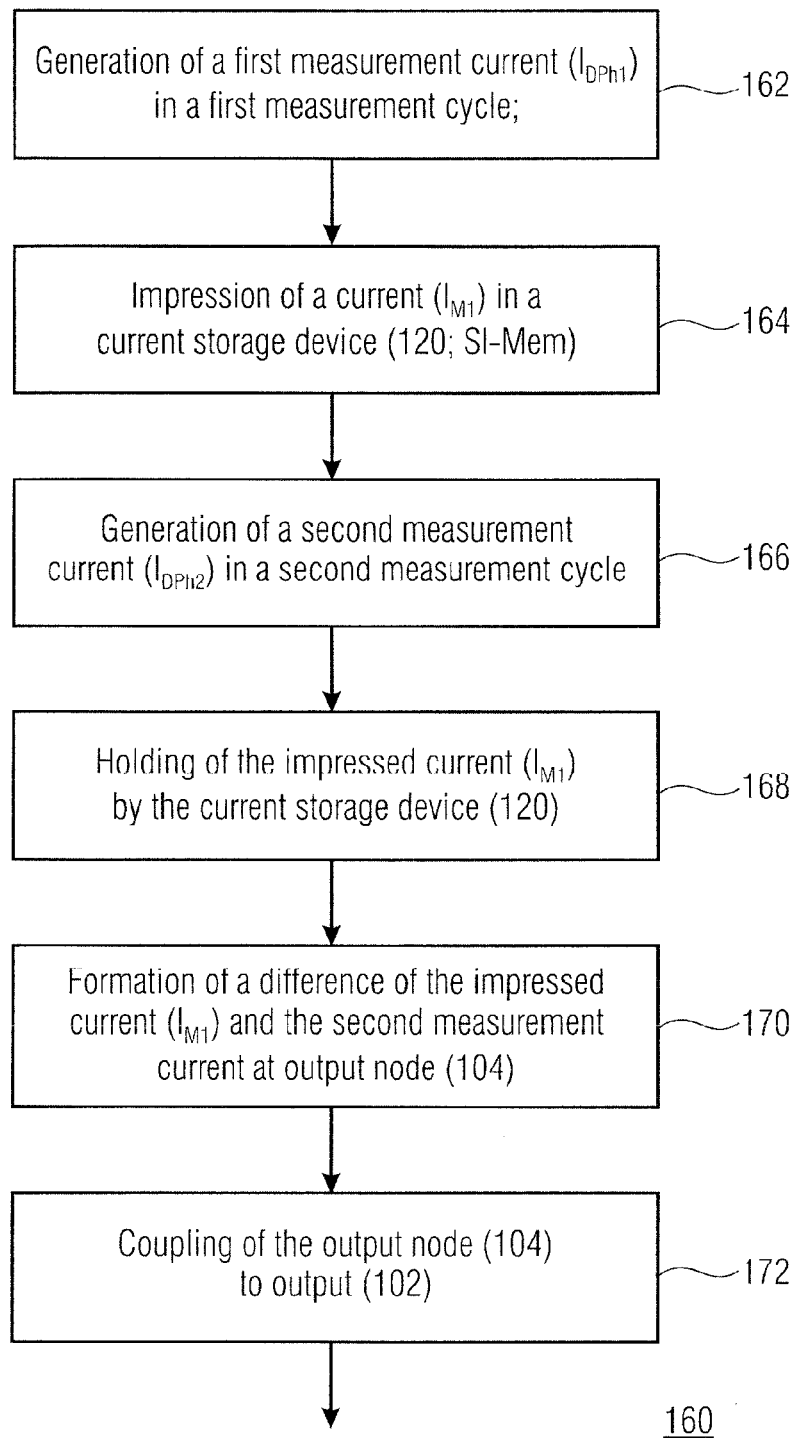 Generation of a first measurement current (I_DPh1)
in a first measurement cycle;
162
Impression of a current (I_M1) in a
current storage device (120; SI-Mem)
164
Generation of a second measurement
current (I_DPh2) in a second measurement cycle
166
Holding of the impressed current (I_M1)
by the current storage device (120)
168
Formation of a difference of the impressed
current (I_M1) and the second measurement
current at output node (104)
170
Coupling of the output node (104)
to output (102)
172
160